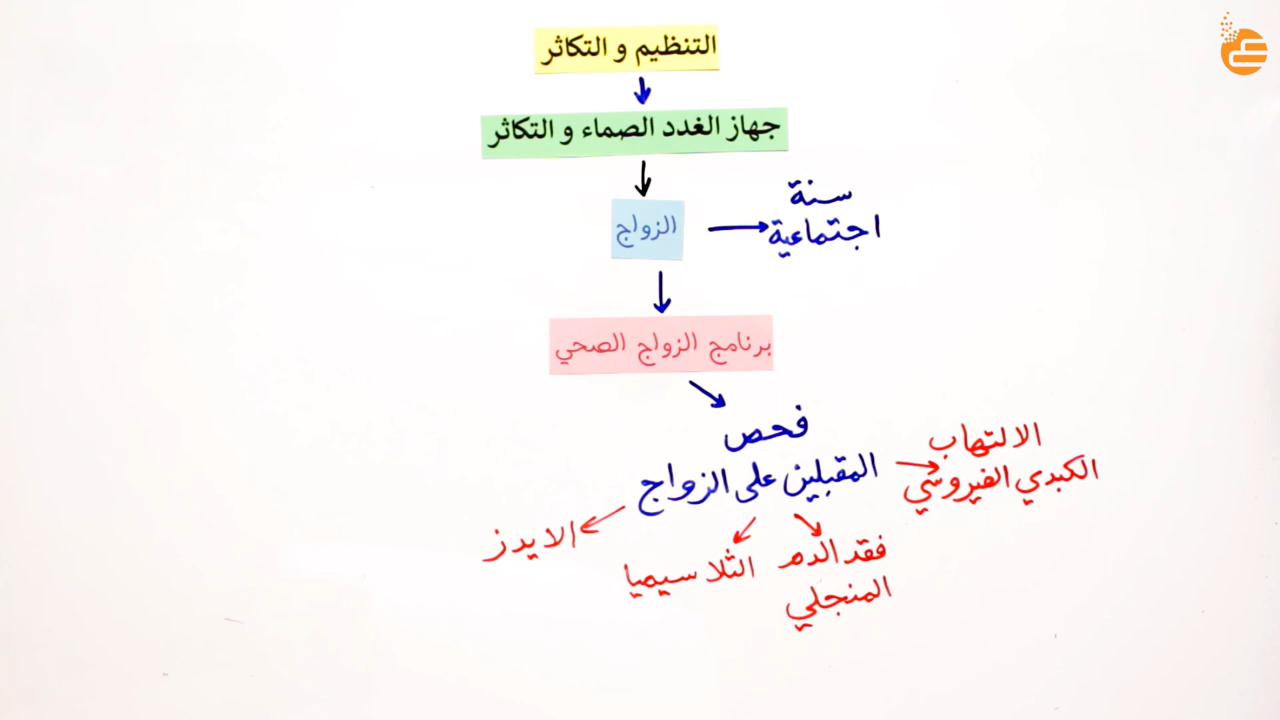 التنظيم و التكاثر
جهاز الغدد الصماء و التكاثر
سنة
اجتماعية
الزواج
برنامج الزواج الصحي
فحص
المقبلين على الزواج
الالتهاب
الكبدي الفيروسي
فقد الدم
المنجلي
الثلاسيميا
الايدز